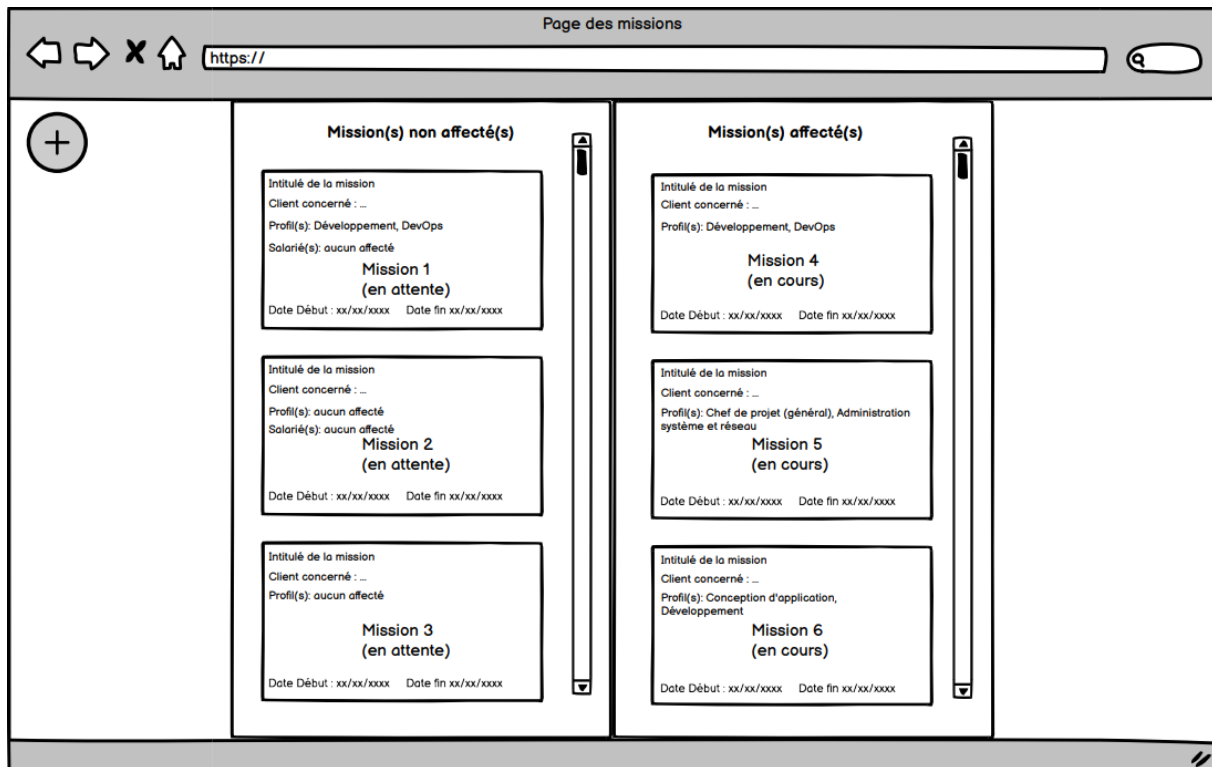 Page des missions
https://
+
Mission(s) non affecté(s)
Intitulé de la mission
Client concerné : ...
Profil(s): Développement, DevOps
Salarié(s): aucun affecté
Mission 1
(en attente)
Date Début : xx/xx/xxxx Date fin xx/xx/xxxx
Intitulé de la mission
Client concerné : ...
Profil(s): aucun affecté
Salarié(s): aucun affecté
Mission 2
(en attente)
Date Début : xx/xx/xxxx Date fin xx/xx/xxxx
Intitulé de la mission
Client concerné : ...
Profil(s): aucun affecté
Mission 3
(en attente)
Date Début : xx/xx/xxxx Date fin xx/xx/xxxx
Mission(s) affecté(s)
Intitulé de la mission
Client concerné : ...
Profil(s): Développement, DevOps
Mission 4
(en cours)
Date Début : xx/xx/xxxx Date fin xx/xx/xxxx
Intitulé de la mission
Client concerné : ...
Profil(s): Chef de projet (général), Administration
système et réseau
Mission 5
(en cours)
Date Début : xx/xx/xxxx Date fin xx/xx/xxxx
Intitulé de la mission
Client concerné : ...
Profil(s): Conception d'application,
Développement
Mission 6
(en cours)
Date Début : xx/xx/xxxx Date fin xx/xx/xxxx